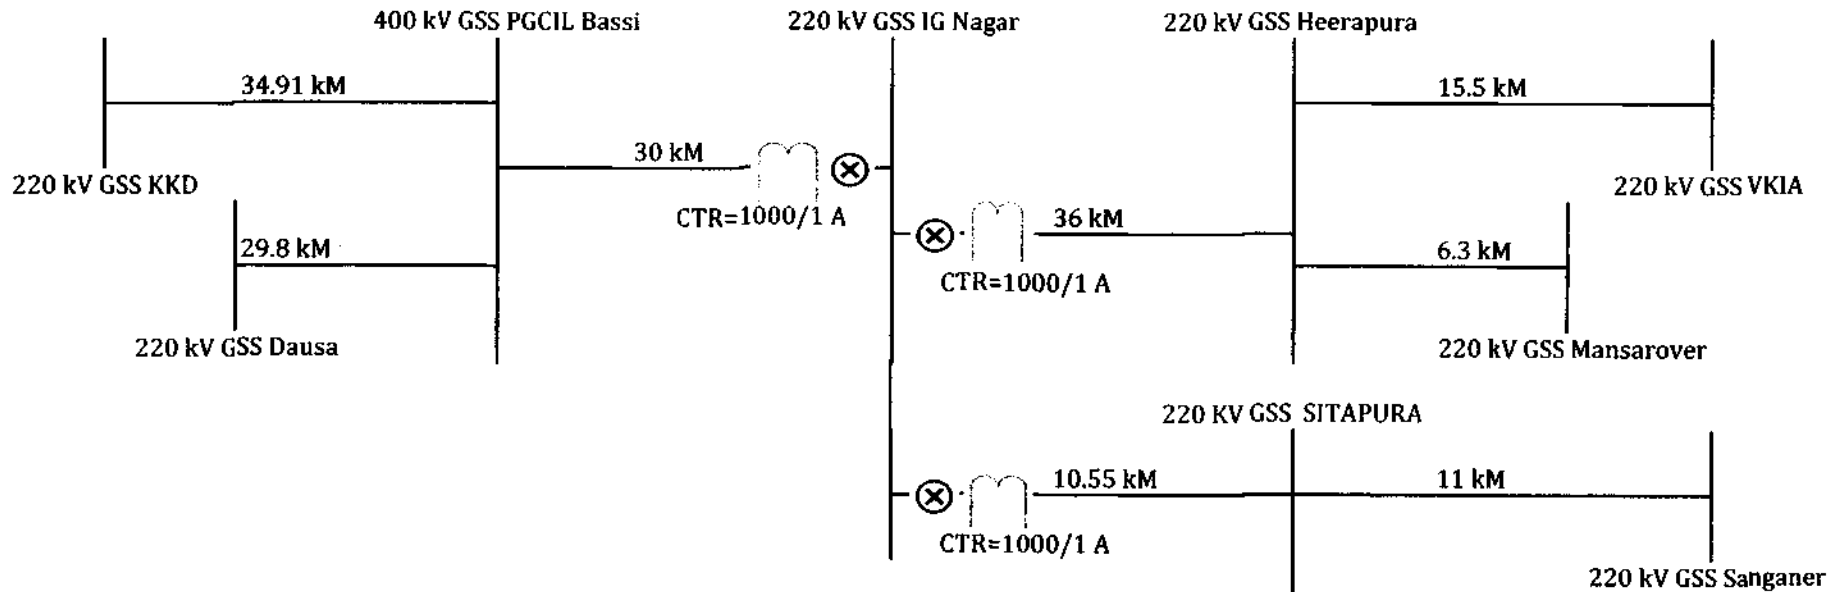 400 kV GSS PGCIL Bassi
220 kV GSS IG Nagar
220 kV GSS Heerapura
34.91 kM
15.5 kM
30 kM
220 kV GSS KKD
220 kV GSS VKIA
CTR=1000/1 A
36 kM
29.8 kM
6.3 kM
CTR=1000/1 A
220 kV GSS Dausa
220 kV GSS Mansarover
220 KV GSS SITAPURA
10.55 kM
11 kM
CTR=1000/1 A
220 kV GSS Sanganer